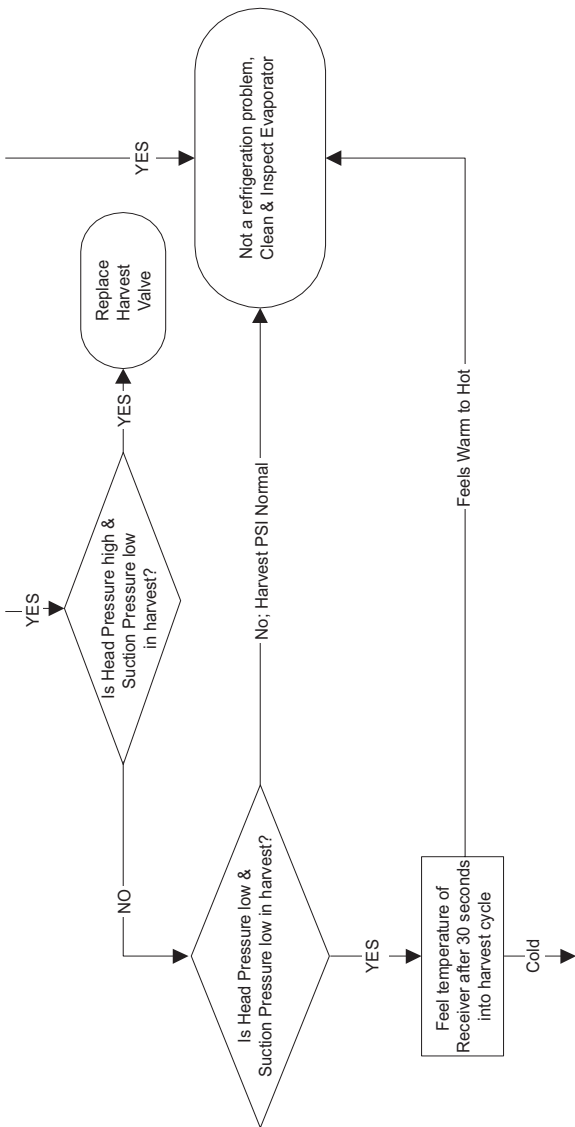 YES
Is Head Pressure high &
Suction Pressure low
in harvest?
YES
Replace
Harvest
Valve
YES
Not a refrigeration problem,
Clean & Inspect Evaporator
NO
Is Head Pressure low &
Suction Pressure low in harvest?
No; Harvest PSI Normal
YES
Feel temperature of
Receiver after 30 seconds
into harvest cycle
Feels Warm to Hot
Cold